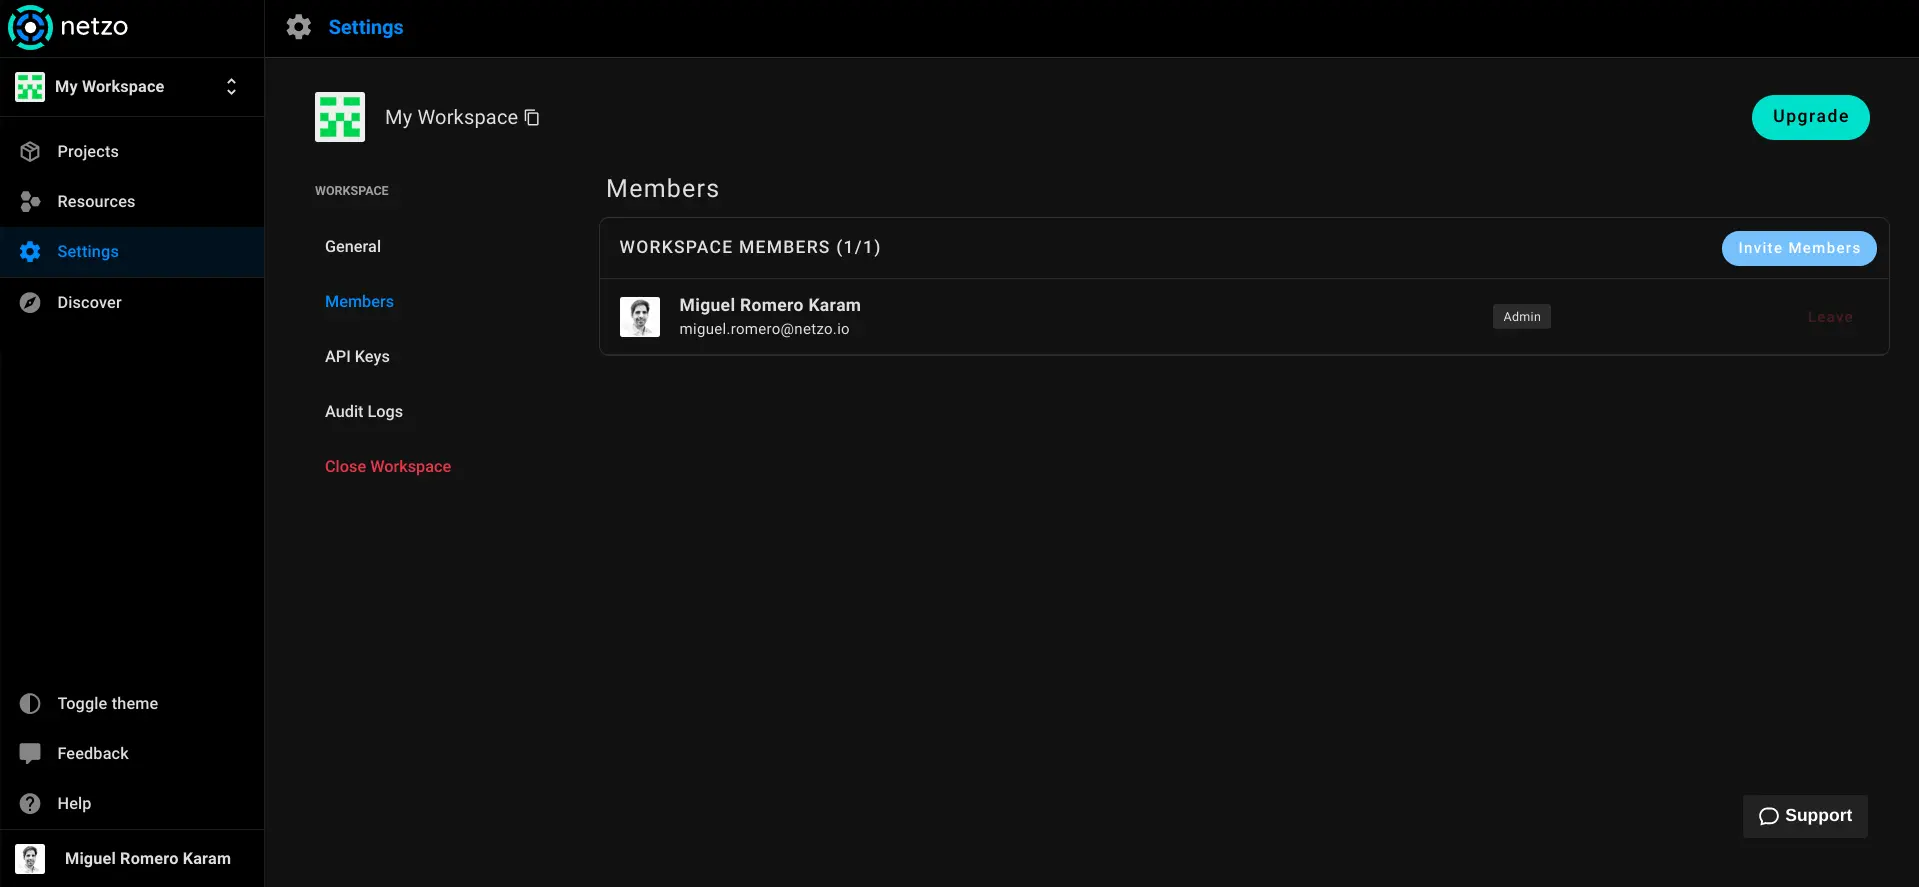 netzo
Settings
My Workspace
My Workspace
Upgrade
Projects
Resources
Settings
Discover
WORKSPACE
General
Members
API Keys
Audit Logs
Close Workspace
Members
WORKSPACE MEMBERS (1/1)
Invite Members
Miguel Romero Karam
miguel.romero@netzo.io
Admin
Leave
Toggle theme
Feedback
Help
Miguel Romero Karam
Support